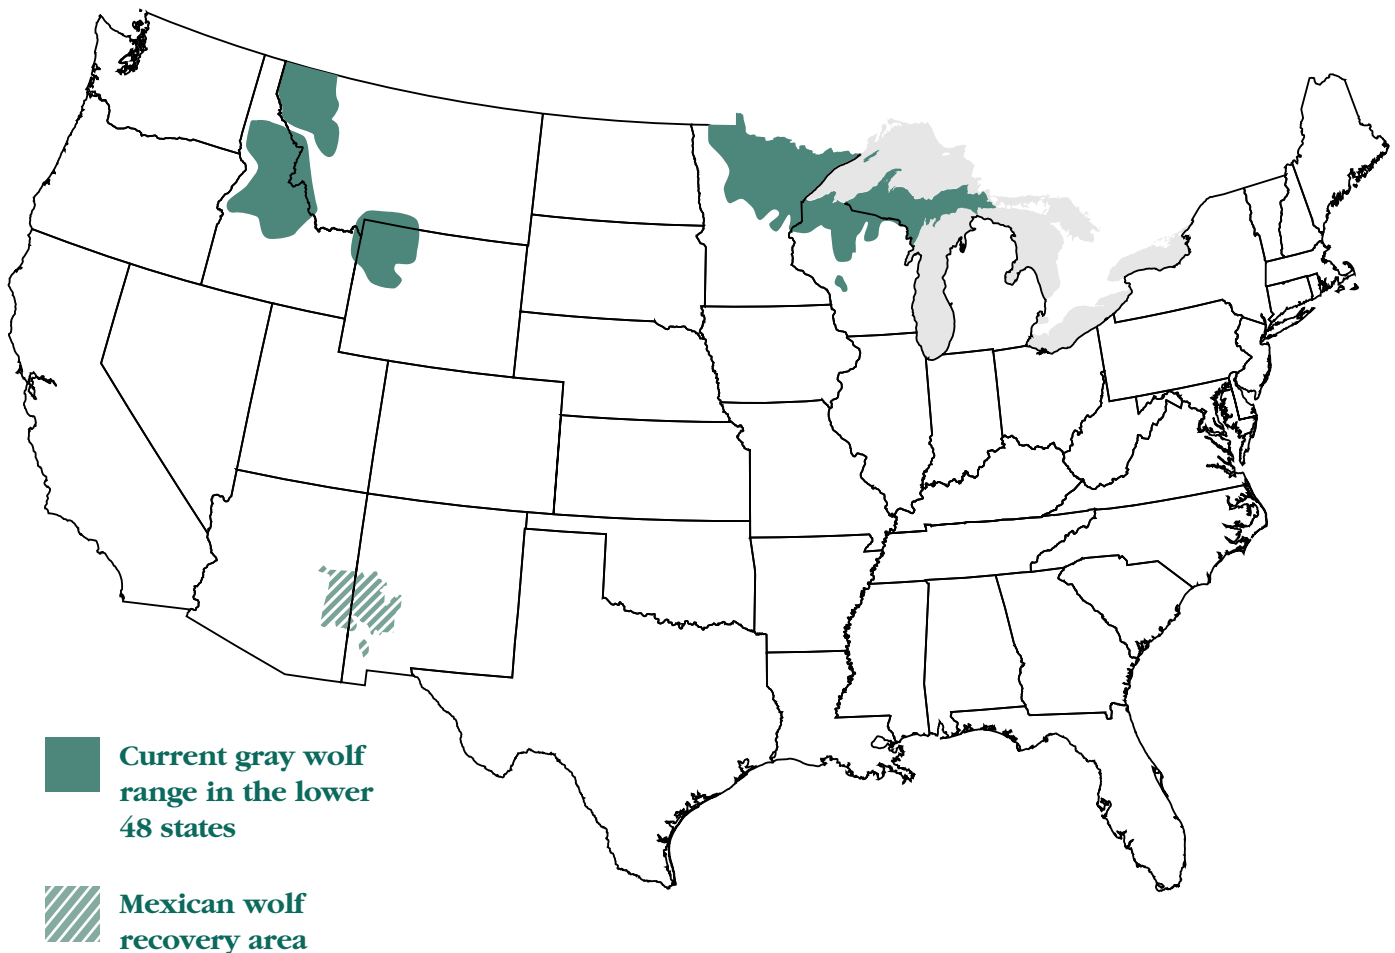 Current gray wolf
range in the lower
48 states
Mexican wolf
recovery area